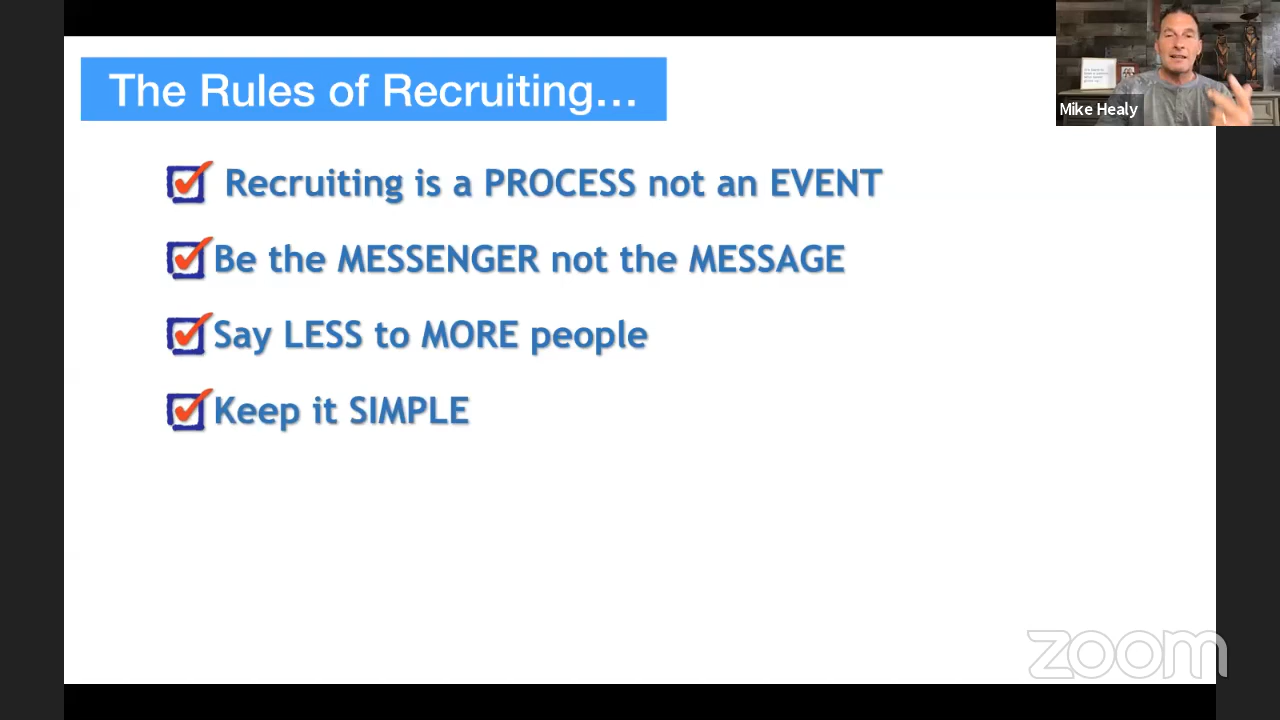 The Rules of Recruiting...
Mike Healy
Recruiting is a PROCESS not an EVENT
Be the MESSENGER not the MESSAGE
Say LESS to MORE people
Keep it SIMPLE
zoom